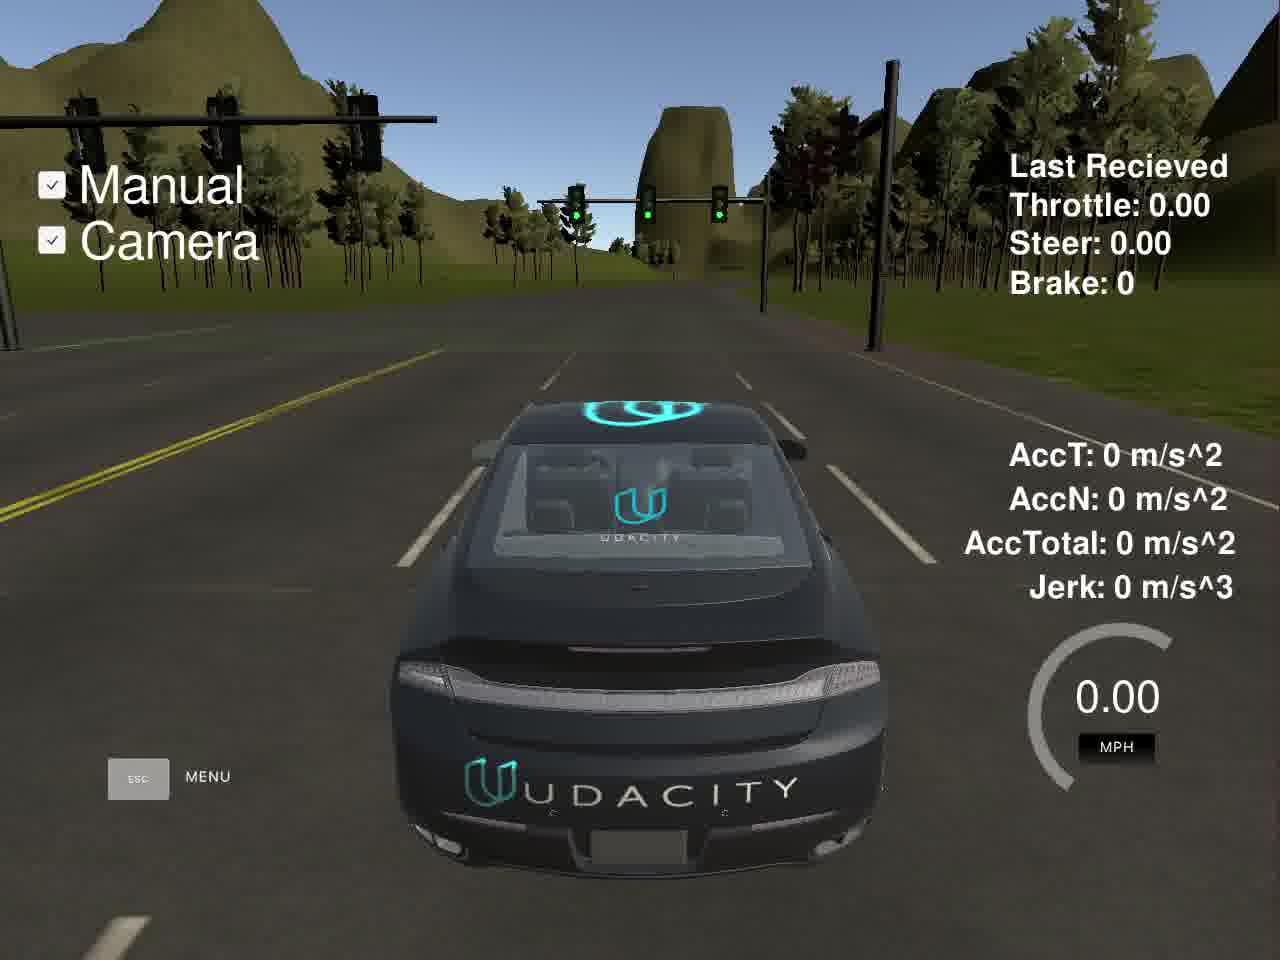 Manual
Camera
Last Recieved
Throttle: 0.00
Steer: 0.00
Brake: 0
AccT: 0 m/s^2
AccN: 0 m/s^2
AccTotal: 0 m/s^2
Jerk: 0 m/s^3
UDACITY
0.00
MPH
ESC MENU
UDACITY